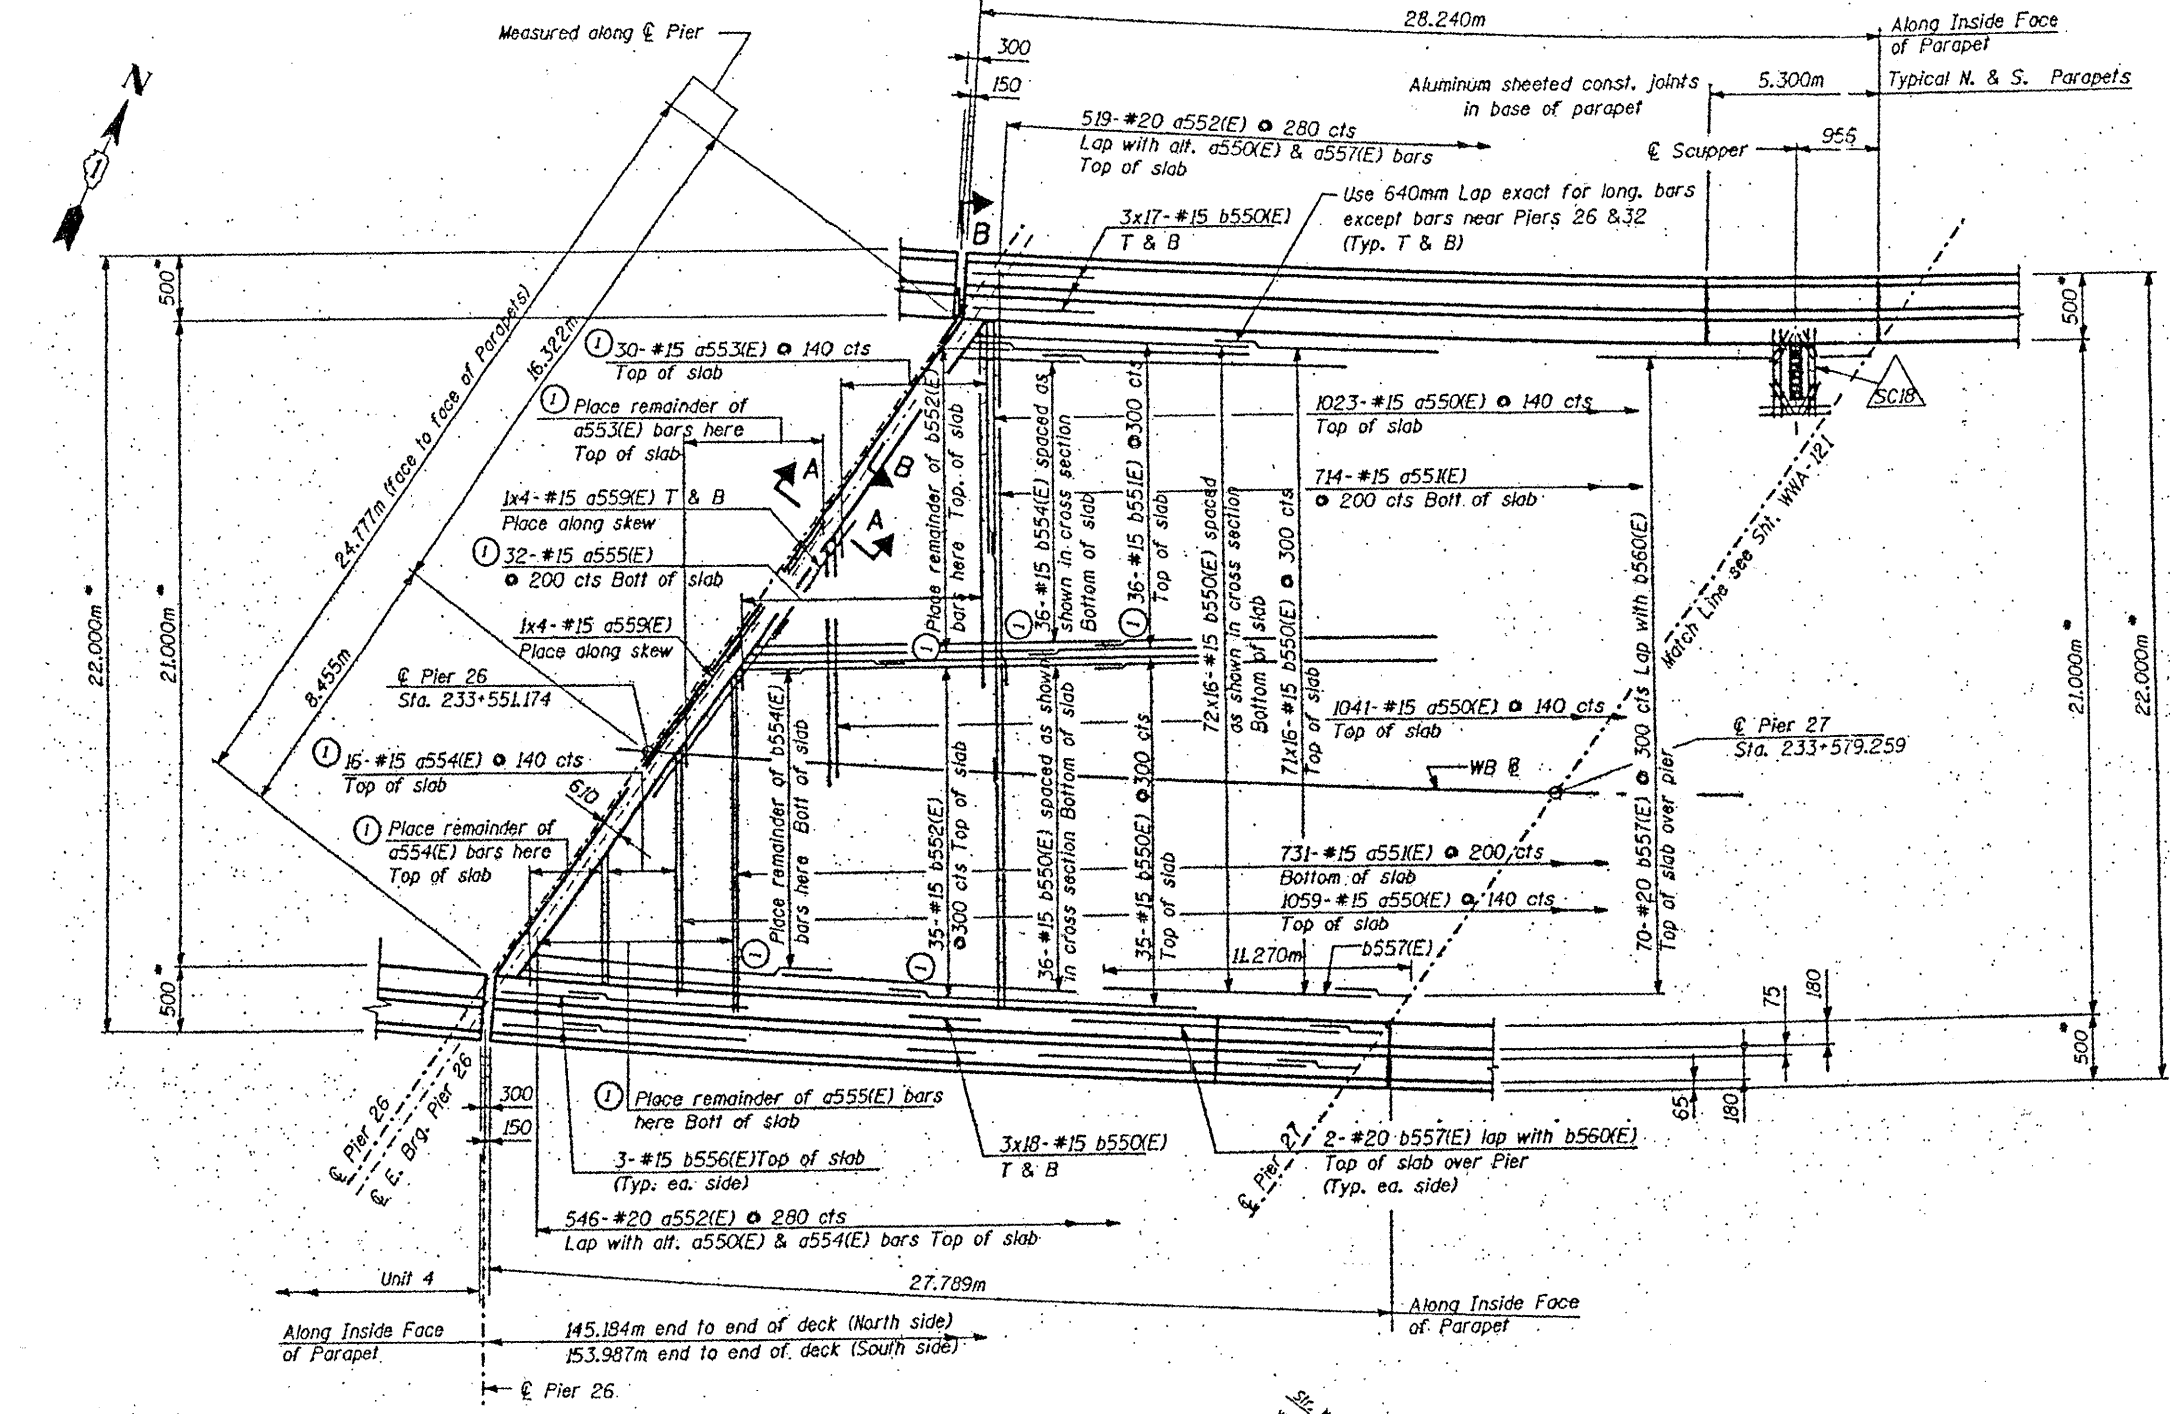 Measured along ℄ Pier
28.240m
Along Inside Face
of Parapet
Typical N. & S. Parapets
300
150
Aluminum sheeted const. joints
in base of parapet
5.300m
℄ Scupper
955
N
1
519-#20 a552(E) @ 280 cts
Lap with alt. a550(E) & a557(E) bars
Top of slab
Use 640mm Lap exact for long. bars
except bars near Piers 26 &32
(Typ. T & B)
3x17-#15 b550(E)
T & B
B
500*
22.000m*
21.000m*
500*
24.777m (face to face of Parapets)
16.322m
8.455m
1 30-#15 a553(E) @ 140 cts
Top of slab
1 Place remainder of
a553(E) bars here
Top of slab
A
B
A
1x4-#15 a559(E) T & B
Place along skew
1 32-#15 a555(E)
@ 200 cts Bott of slab
1x4-#15 a559(E)
Place along skew
℄ Pier 26
Sta. 233+551.174
1 16-#15 a554(E) @ 140 cts
Top of slab
610
1 Place remainder of
a554(E) bars here
Top of slab
1 Place remainder of b552(E)
bars here Top. of slab
1 36-#15 b554(E) spaced as
shown in cross section
Bottom of slab
1 36-#15 b551(E) @300 cts
Top of slab
72x16-#15 b550(E) spaced
as shown in cross section
Bottom of slab
71x16-#15 b550(E) @ 300 cts
Top of slab
1023-#15 a550(E) @ 140 cts
Top of slab
714-#15 a551(E)
@ 200 cts Bott of slab
SC18
Match Line see Sht. WWA-121
70-#20 b557(E) @ 300 cts Lap with b560(E)
Top of slab over pier
1041-#15 a550(E) @ 140 cts
Top of slab
℄ Pier 27
Sta. 233+579.259
WB ℄
1 Place remainder of b554(E)
bars here Bott of slab
1 35-#15 b552(E)
@300 cts Top of slab
36-#15 b550(E) spaced as shown
in cross section Bottom of slab
35-#15 b550(E) @300 cts
Top of slab
731-#15 a551(E) @ 200 cts
Bottom of slab
1059-#15 a550(E) @ 140 cts
Top of slab
11.270m
b557(E)
500*
21.000m*
22.000m*
500*
75
180
65
180
℄ Pier 26
℄ E. Brg. Pier 26
300
150
1 Place remainder of a555(E) bars
here Bott of slab
3-#15 b556(E)Top of slab
(Typ. ea. side)
3x18-#15 b550(E)
T & B
℄ Pier 27
2-#20 b557(E) lap with b560(E)
Top of slab over Pier
(Typ. ea. side)
546-#20 a552(E) @ 280 cts
Lap with alt. a550(E) & a554(E) bars Top of slab
Unit 4
27.789m
Along Inside Face
of Parapet
Along Inside Face
of Parapet
145.184m end to end of deck (North side)
153.987m end to end of deck (South side)
℄ Pier 26
Str.